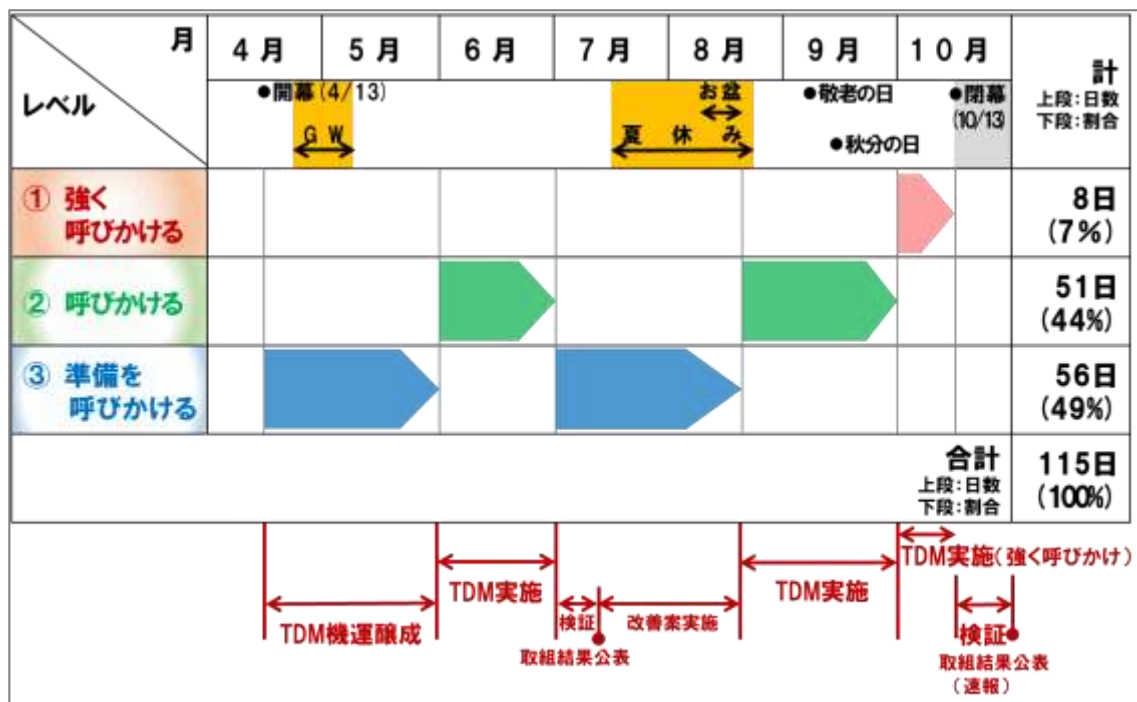 月
レベル
4月
5月
6月
7月
8月
9月
10月
計
上段:日数
下段:割合
●開幕(4/13)
GW
お盆
夏休み
●敬老の日
●秋分の日
●閉幕
(10/13)
① 強く
呼びかける
8日
(7%)
② 呼びかける
51日
(44%)
③ 準備を
呼びかける
56日
(49%)
合計
上段:日数
下段:割合
115日
(100%)
TDM機運醸成
TDM実施
検証
取組結果公表
改善案実施
TDM実施
TDM実施(強く呼びかけ)
検証
取組結果公表
(速報)